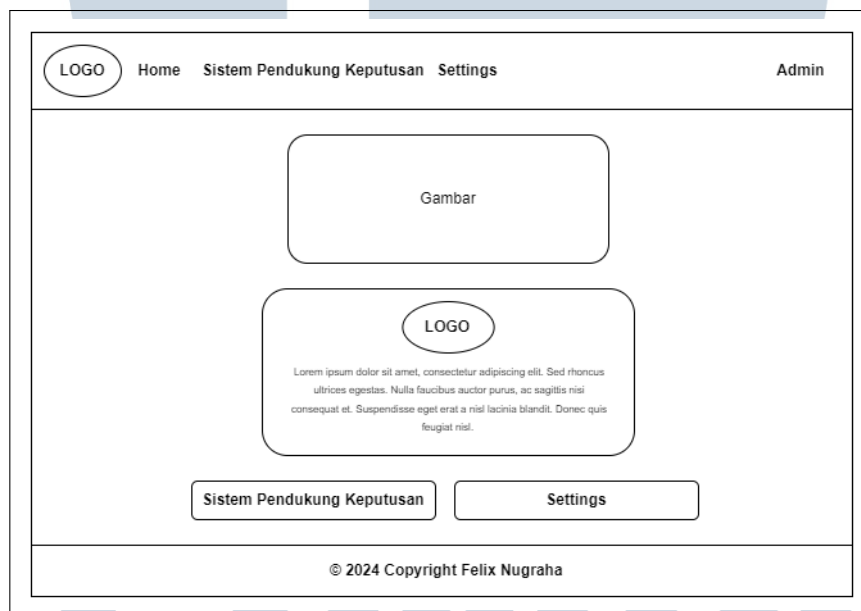 LOGO Home Sistem Pendukung Keputusan Settings Admin
Gambar
LOGO
Lorem ipsum dolor sit amet, consectetur adipiscing elit. Sed rhoncus
ultrices egestas. Nulla faucibus auctor purus, ac sagittis nisi
consequat et. Suspendisse eget erat a nisl lacinia blandit. Donec quis
feugiat nisl.
Sistem Pendukung Keputusan Settings
© 2024 Copyright Felix Nugraha